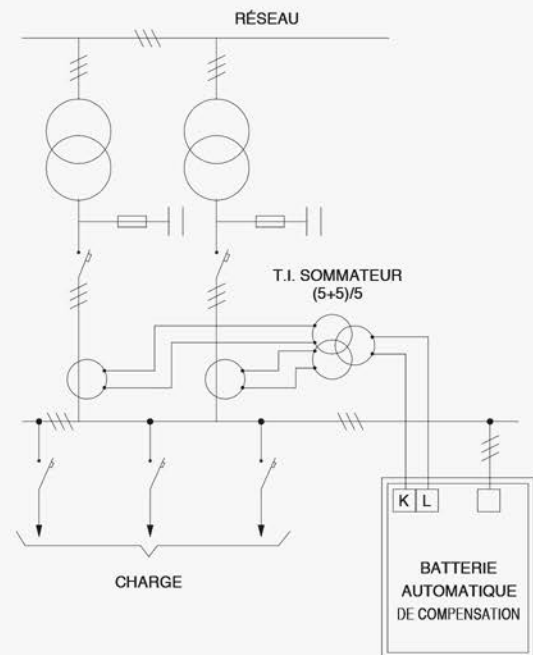 RÉSEAU
T.I. SOMMATEUR
(5+5)/5
K L
BATTERIE
AUTOMATIQUE
DE COMPENSATION
CHARGE